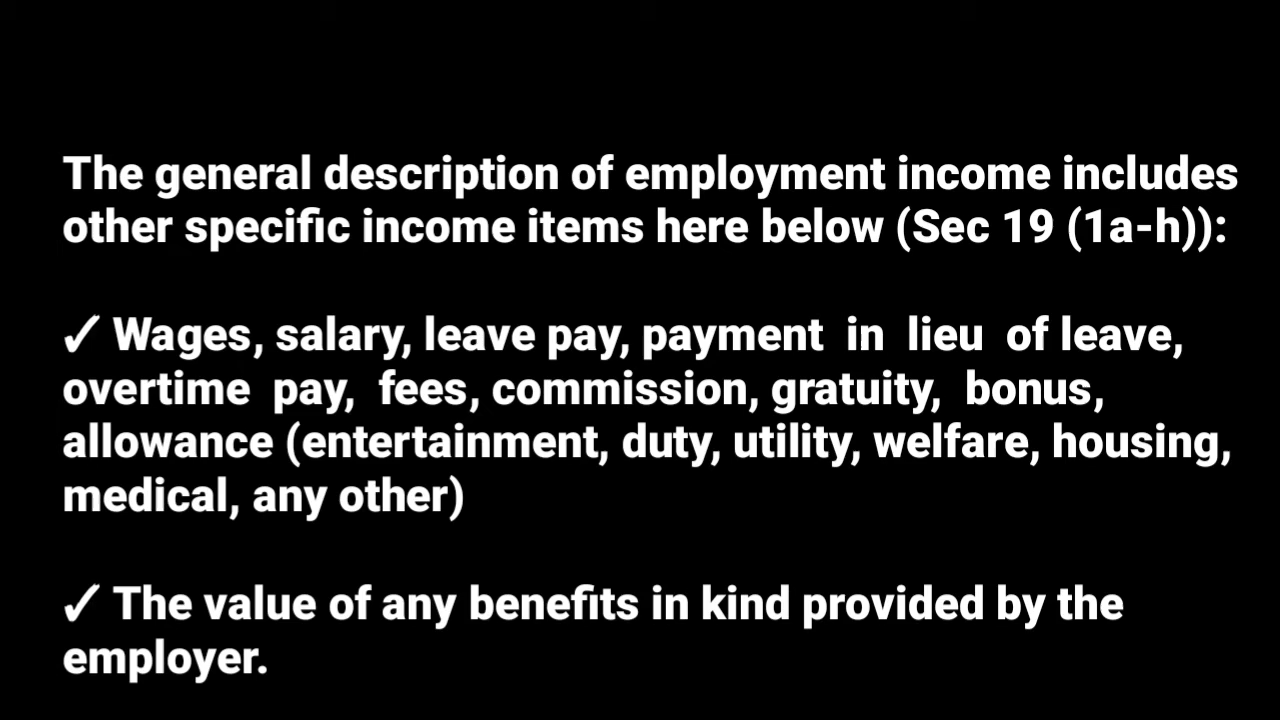 The general description of employment income includes
other specific income items here below (Sec 19 (1a-h)):
✓ Wages, salary, leave pay, payment in lieu of leave,
overtime pay, fees, commission, gratuity, bonus,
allowance (entertainment, duty, utility, welfare, housing,
medical, any other)
✓ The value of any benefits in kind provided by the
employer.